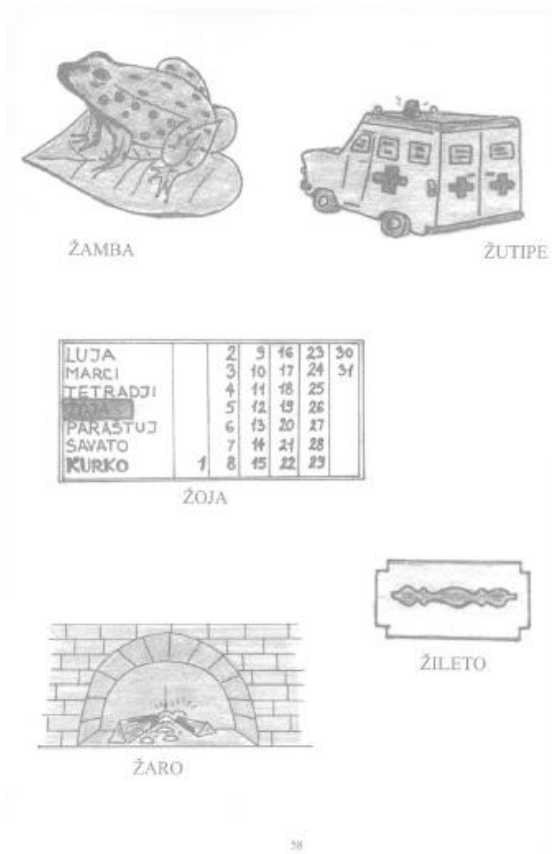 ŽAMBA
ŽUTIPE
LUJA 2 9 16 23 30
MARCI 3 10 17 24 31
TETRADJI 4 11 18 25
ŽOJA 5 12 19 26
PARAŠTUJ 6 13 20 27
SAVATO 7 14 21 28
KURKO 1 8 15 22 29
ŽOJA
ŽILETO
ŽARO
58